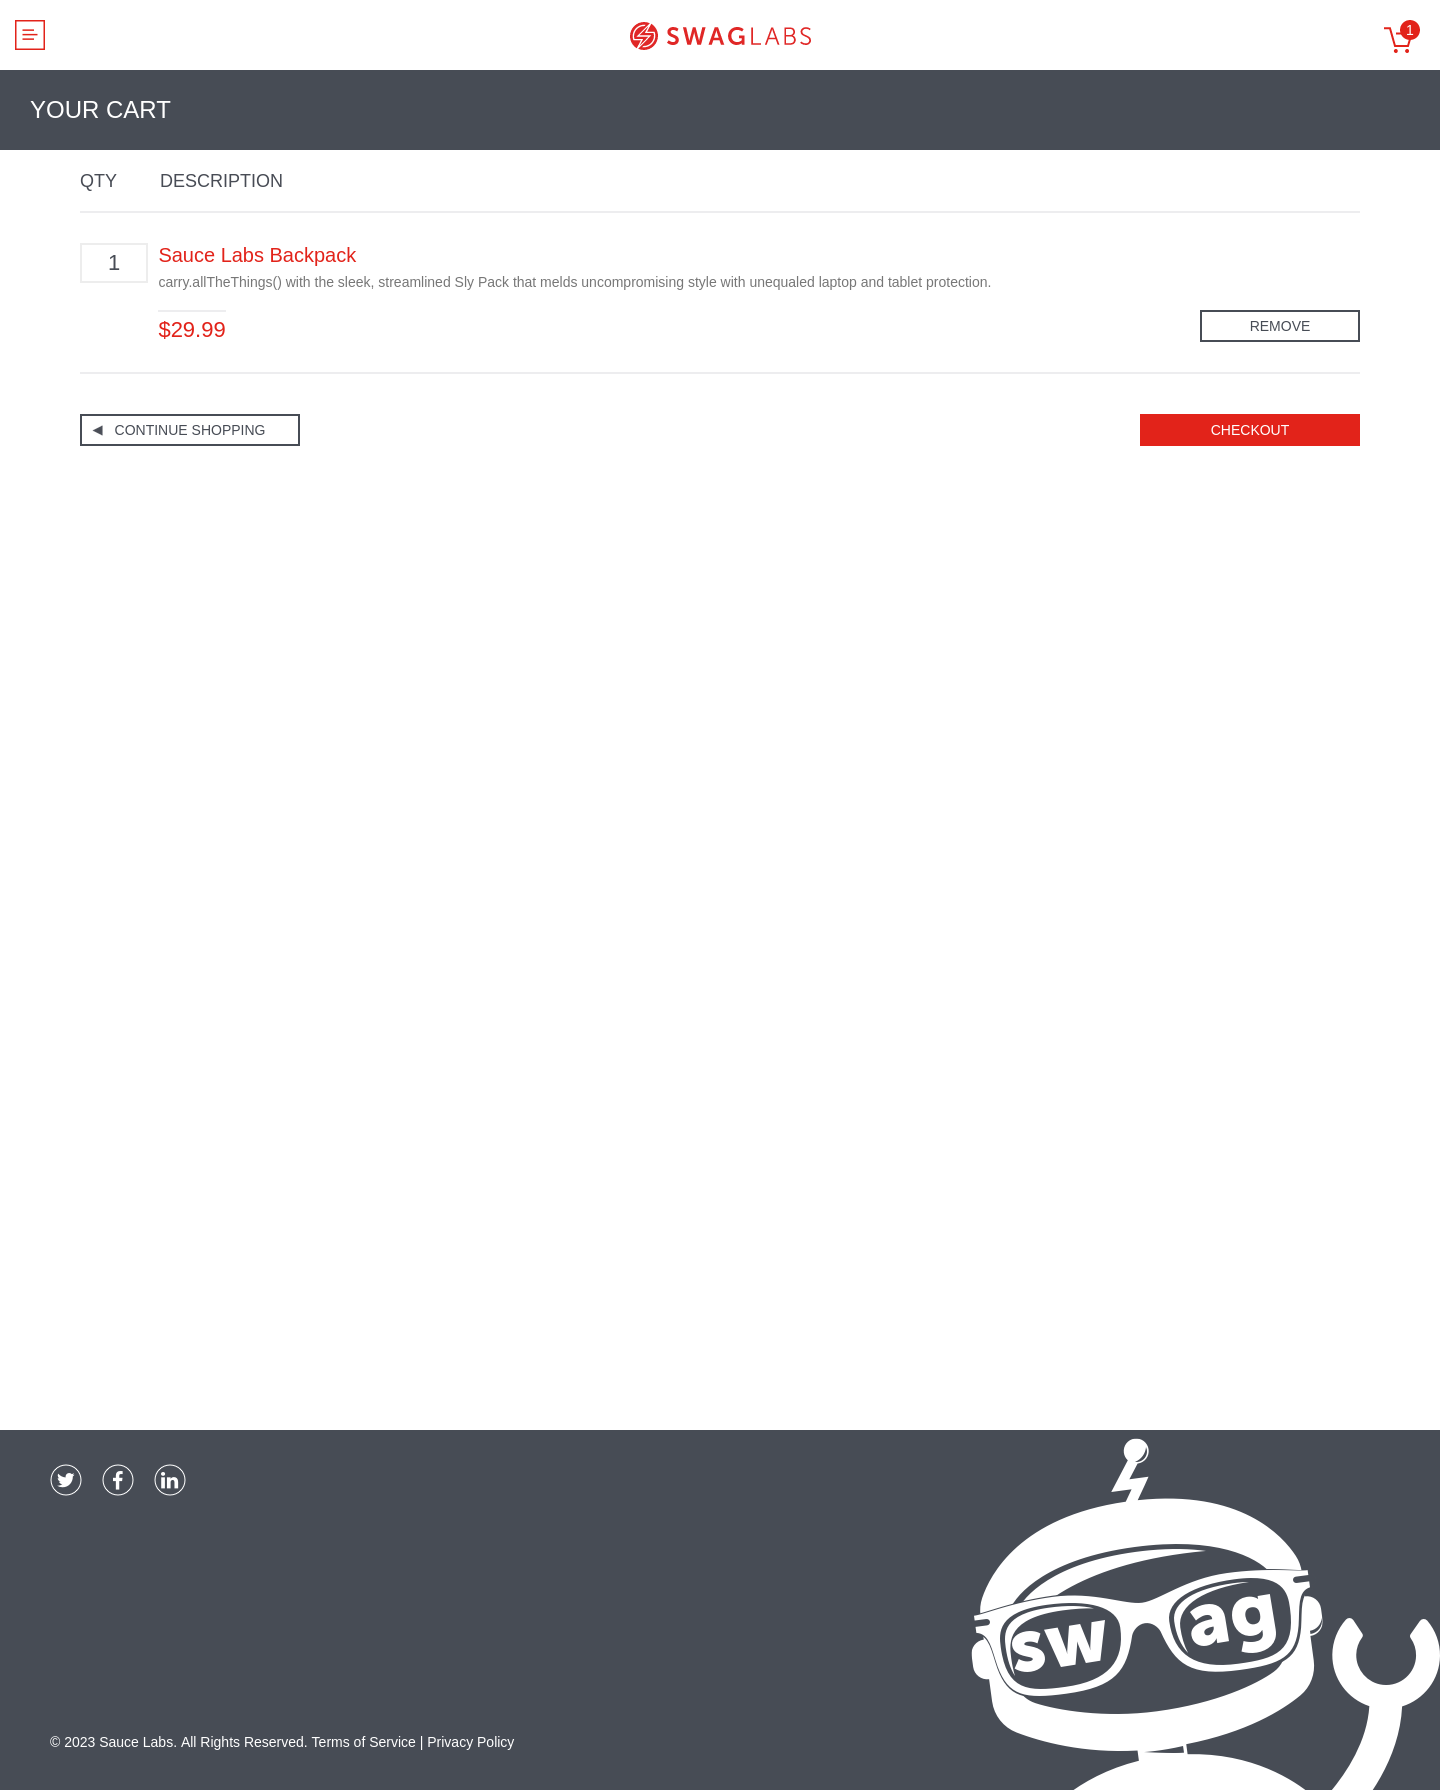 SWAGLABS
1
YOUR CART
QTY DESCRIPTION
1
Sauce Labs Backpack
carry.allTheThings() with the sleek, streamlined Sly Pack that melds uncompromising style with unequaled laptop and tablet protection.
$29.99
REMOVE
CONTINUE SHOPPING
CHECKOUT
sw ag
© 2023 Sauce Labs. All Rights Reserved. Terms of Service | Privacy Policy